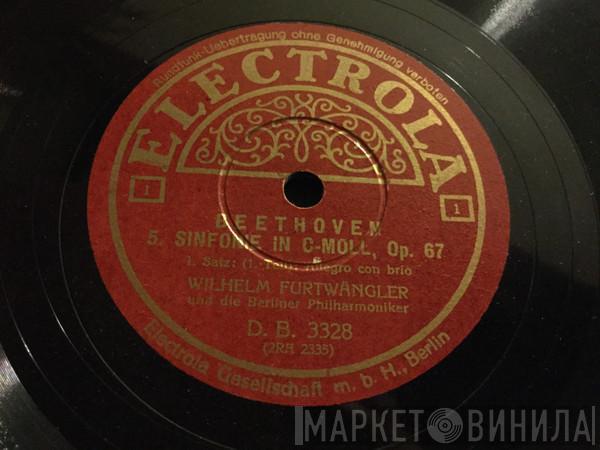 Rundfunk-Uebertragung ohne Genehmigung verboten
ELECTROLA
1 1
BEETHOVEN
5. SINFONIE IN C-MOLL, Op. 67
1. Satz: (1. Teil) Allegro con brio
WILHELM FURTWÄNGLER
und die Berliner Philharmoniker
D. B. 3328
(2RA 2335)
Electrola Gesellschaft m. b. H., Berlin
МАРКЕТ ВИНИЛА